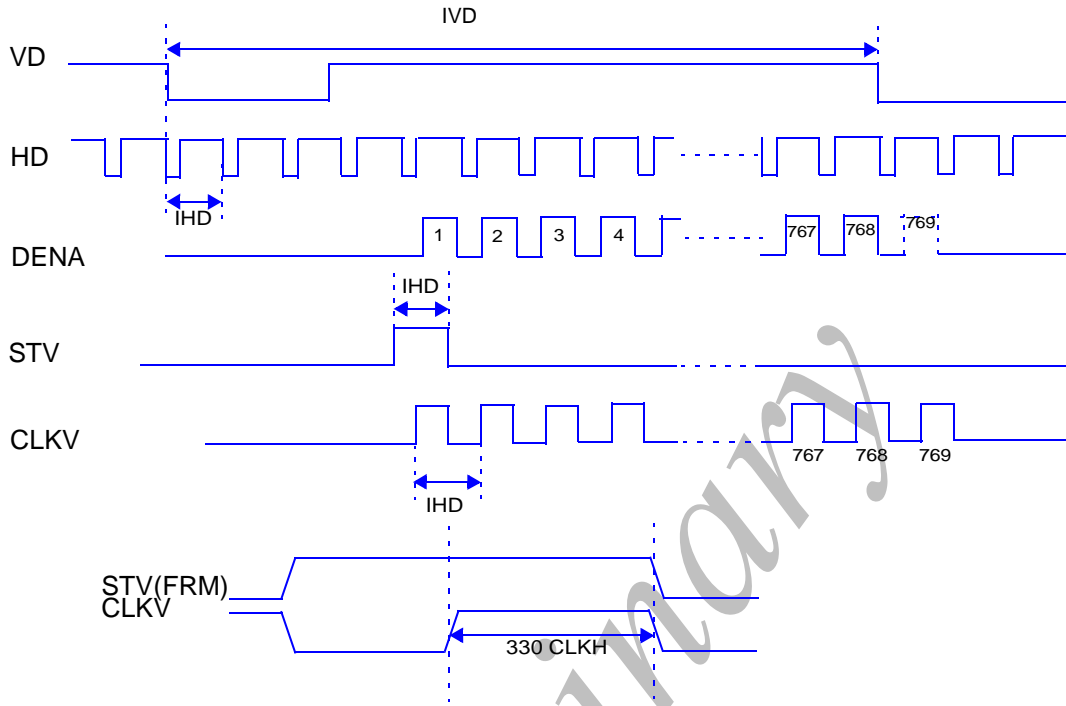 IVD
VD
HD
IHD
DENA
1 2 3 4 767 768 769
IHD
STV
CLKV
767 768 769
IHD
STV(FRM)
CLKV
330 CLKH
inary